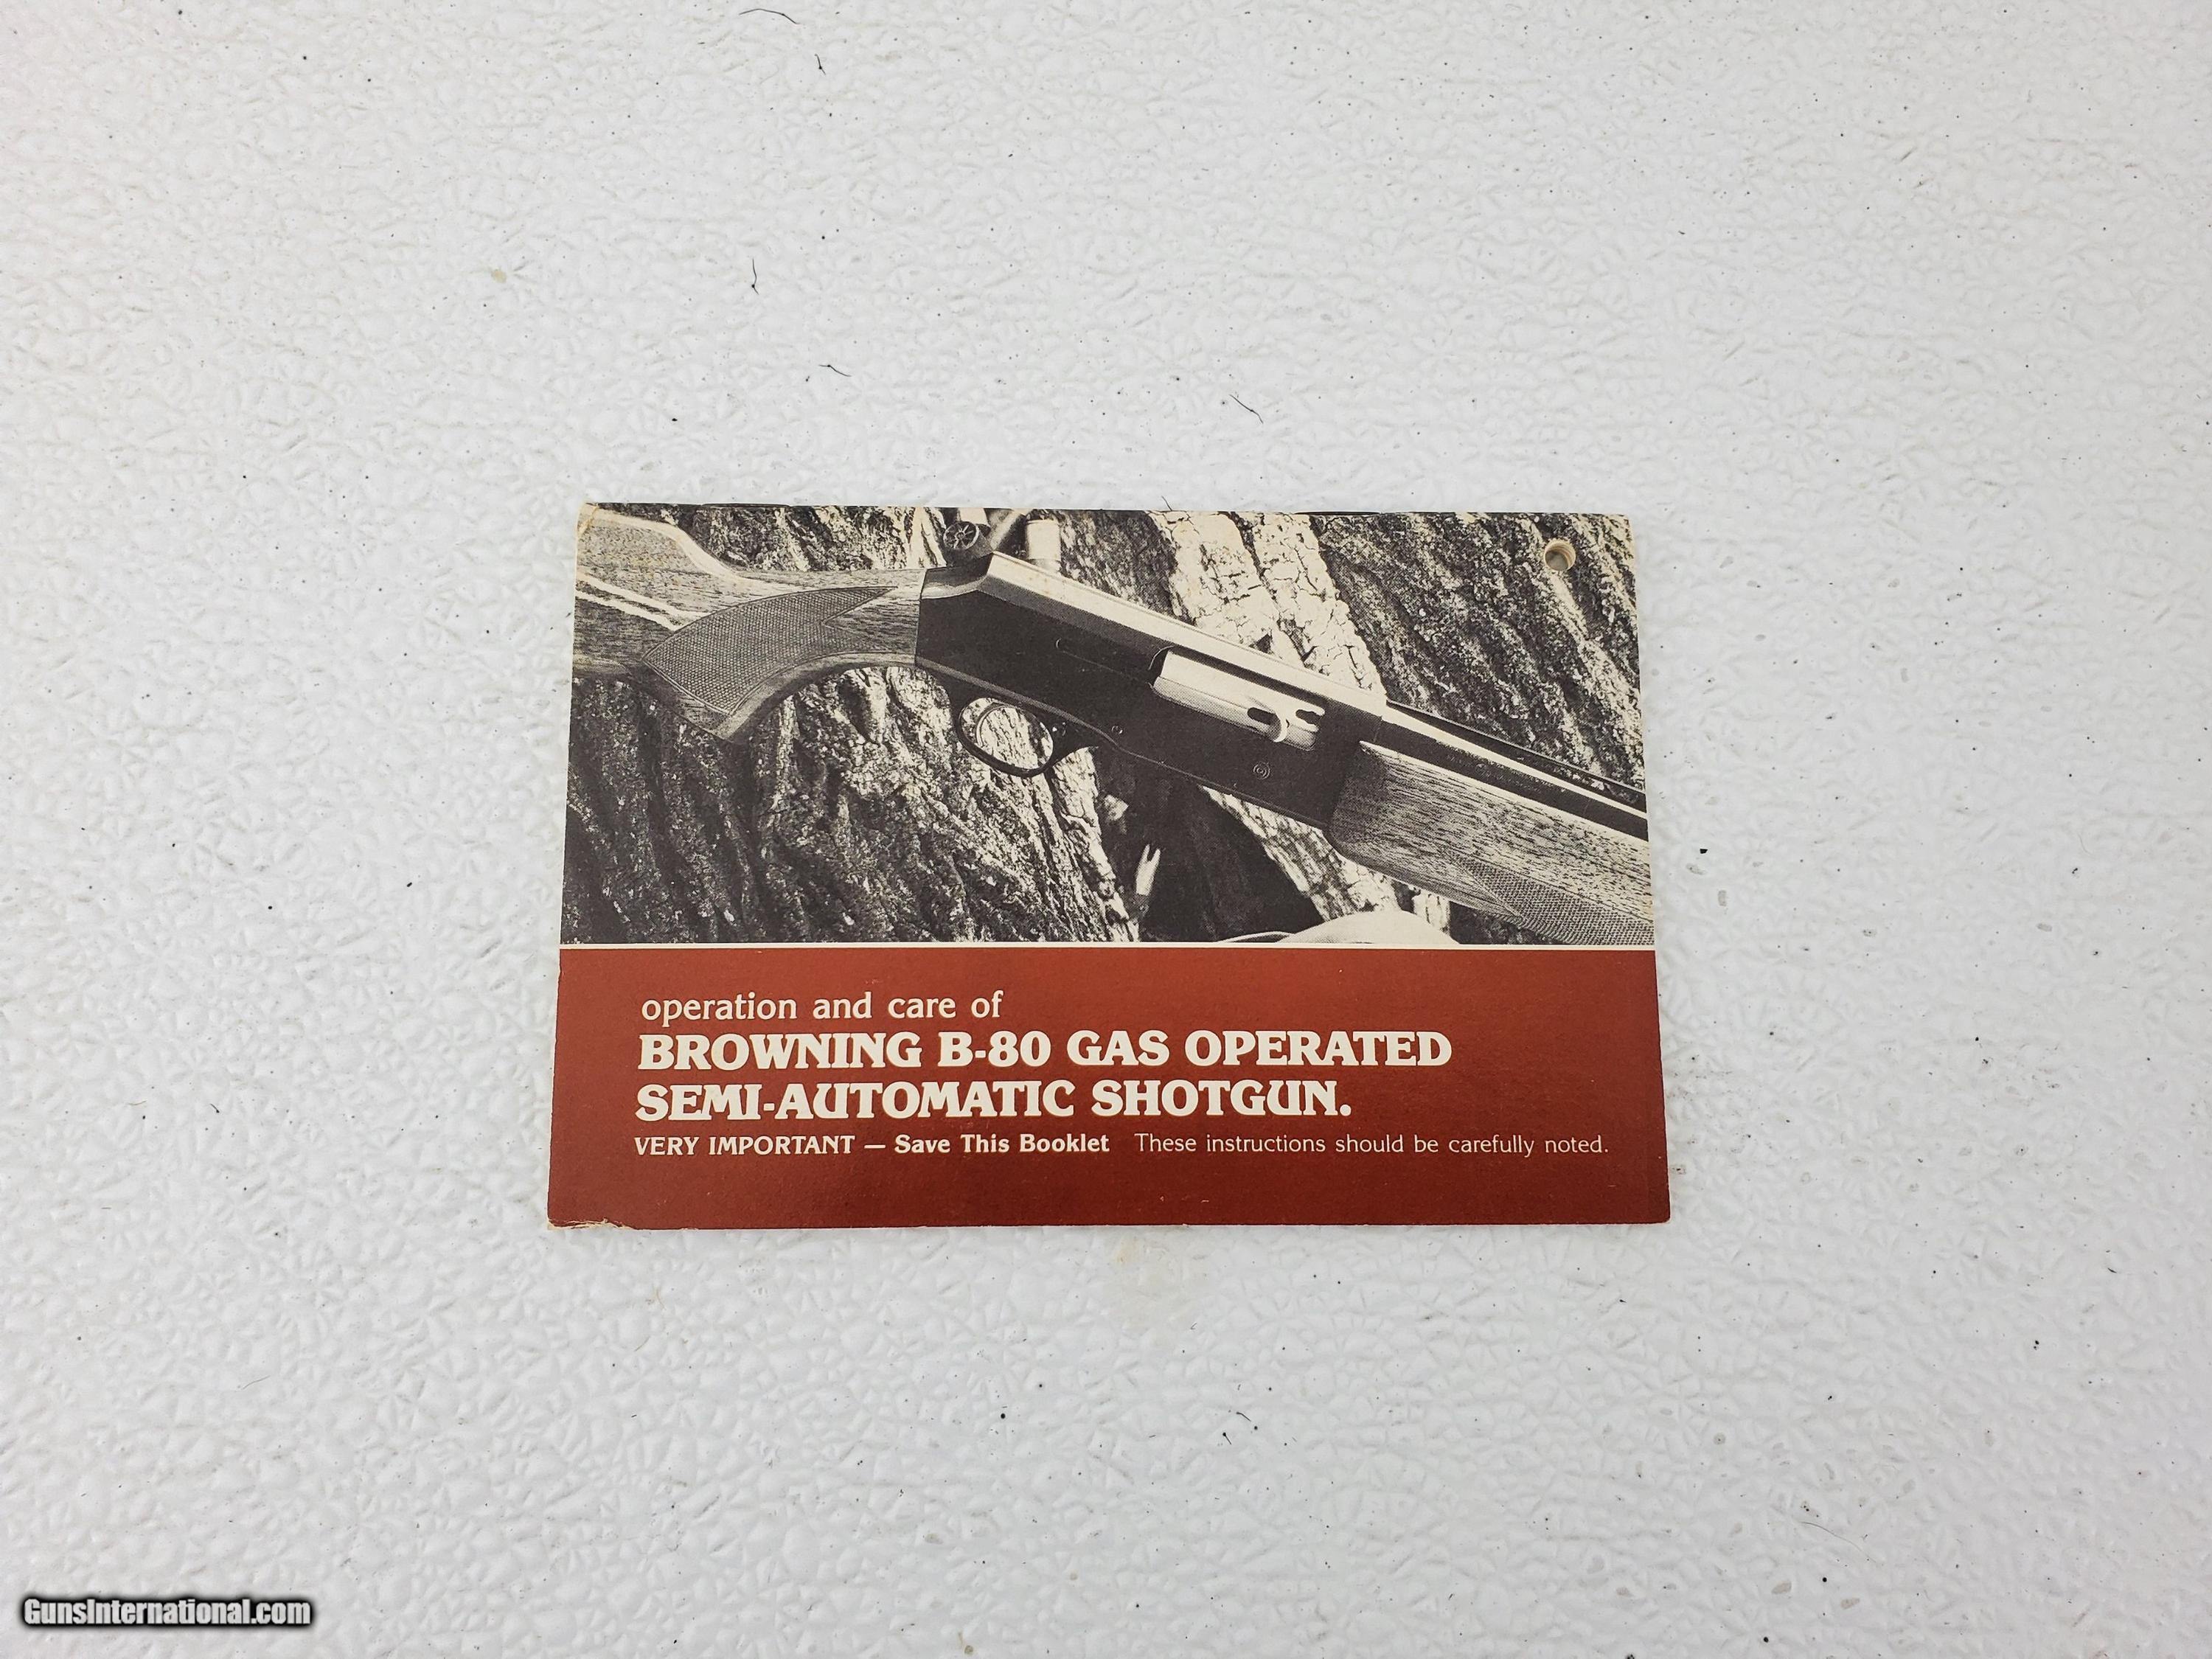 operation and care of
BROWNING B-80 GAS OPERATED
SEMI-AUTOMATIC SHOTGUN.
VERY IMPORTANT — Save This Booklet These instructions should be carefully noted.
GunsInternational.com